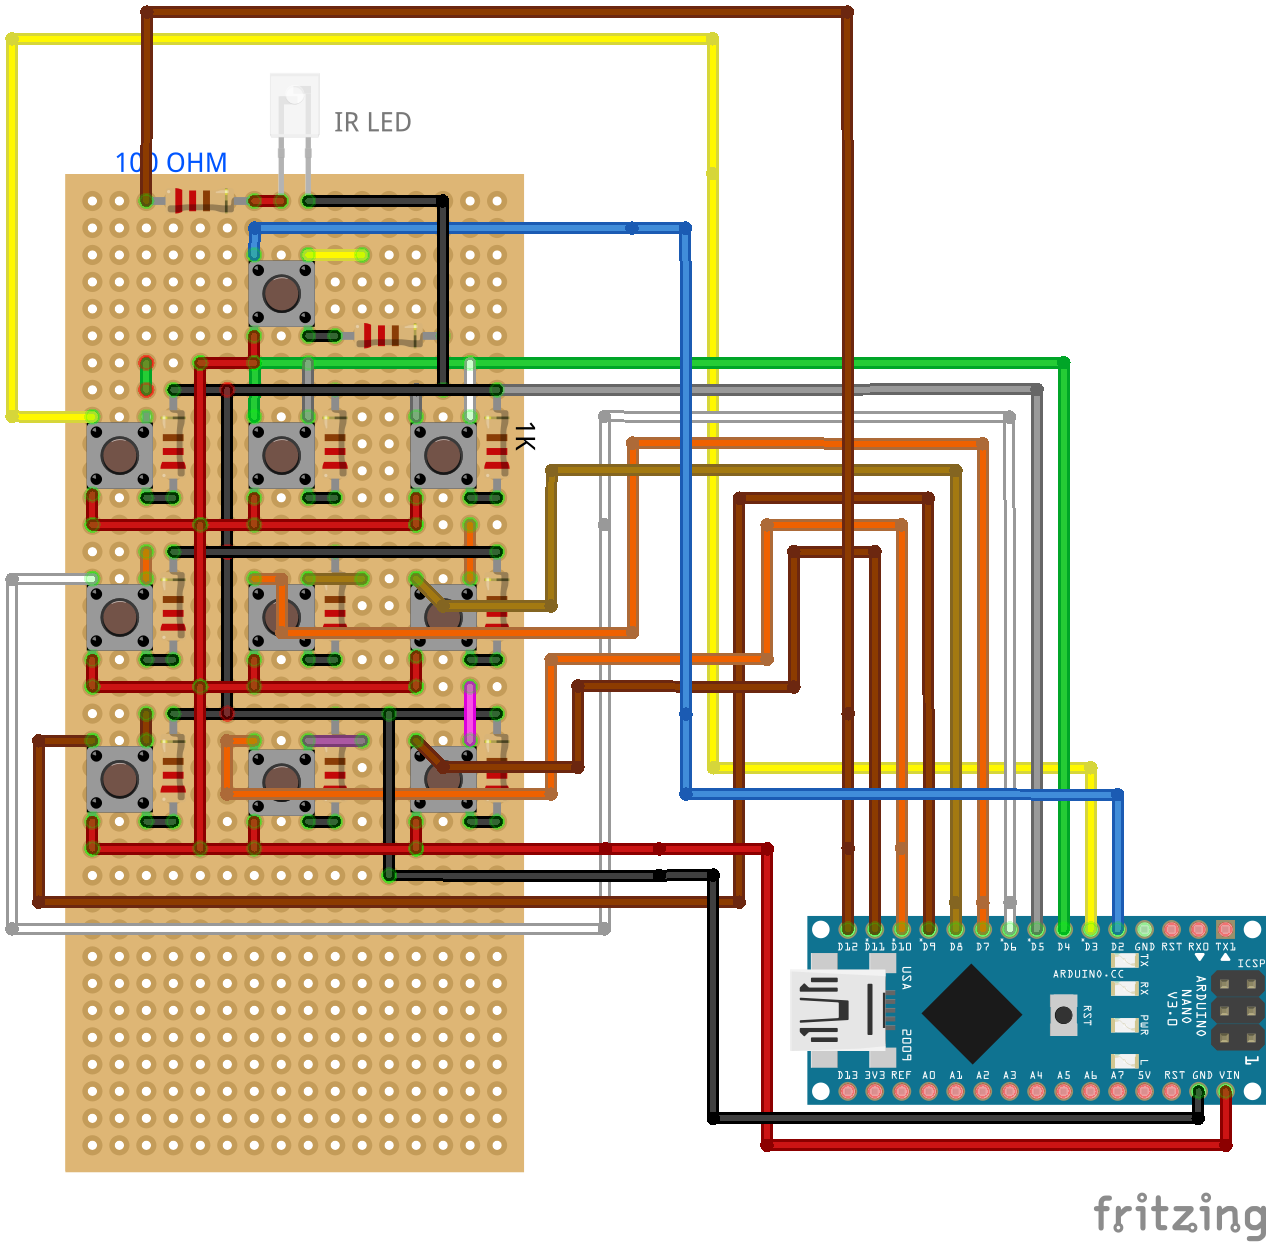 IR LED
100 OHM
1K
D12 D11 D10 D9 D8 D7 D6 D5 D4 D3 D2 GND RST RX0 TX1
ICSP
TX
RX
PWR
L
USA
2009
ARDUINO.CC
RST
ARDUINO
NANO
V3.0
1
D13 3V3 REF A0 A1 A2 A3 A4 A5 A6 A7 5V RST GND VIN
fritzing